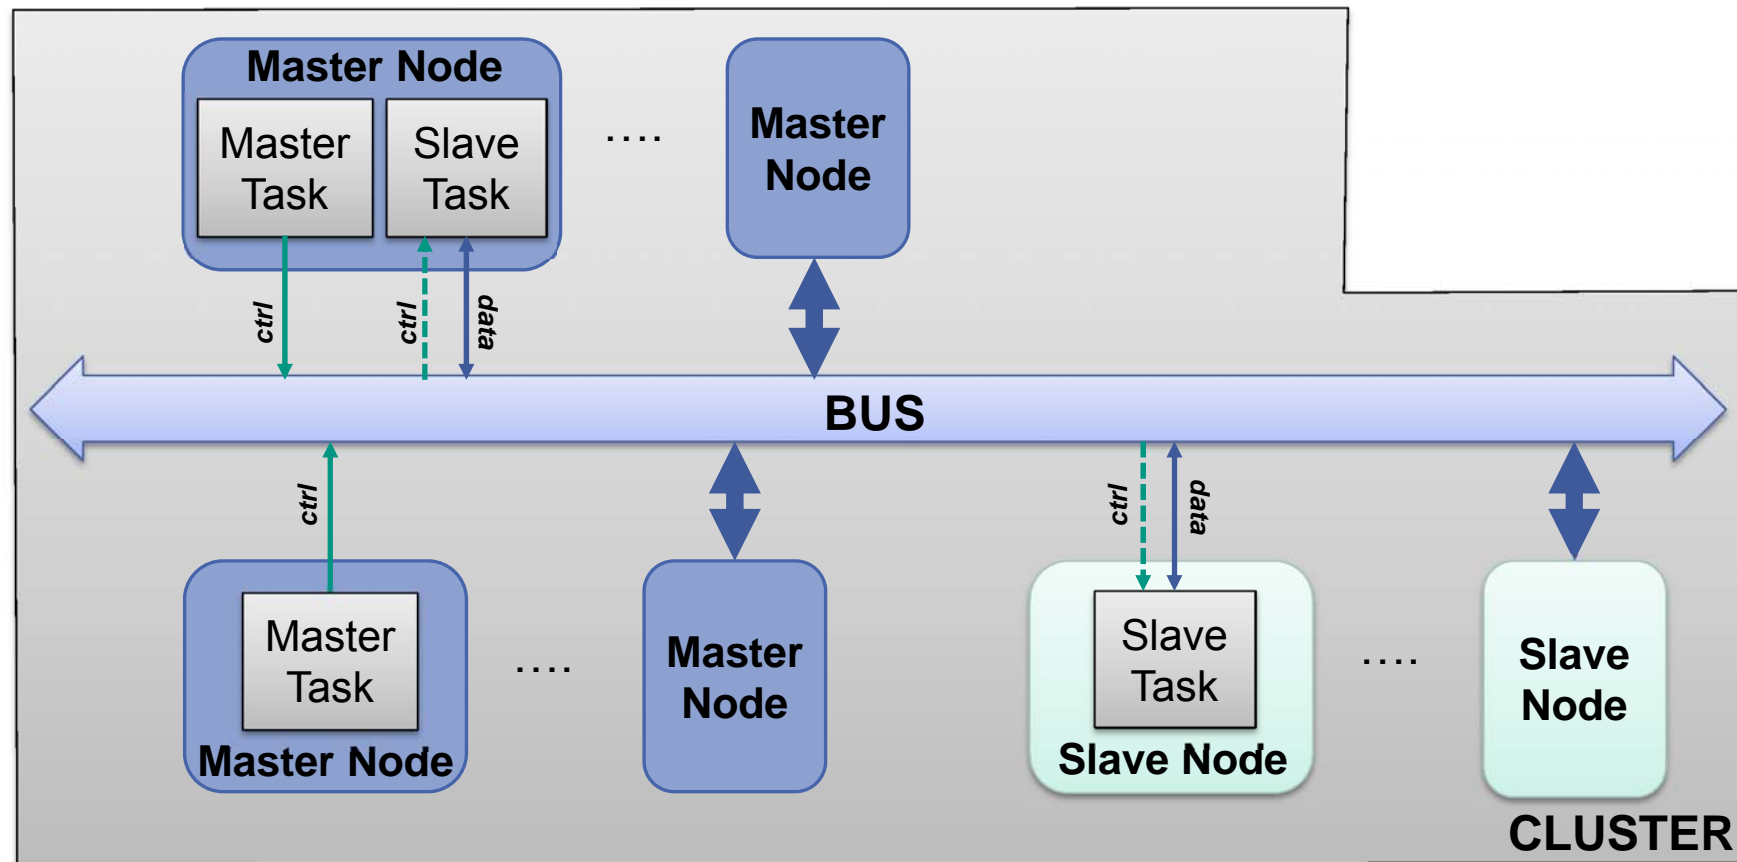 Master Node
Master
Task
Slave
Task
....
Master
Node
ctrl
ctrl
data
BUS
ctrl
ctrl
data
Master
Task
Master Node
....
Master
Node
Slave
Task
Slave Node
....
Slave
Node
CLUSTER